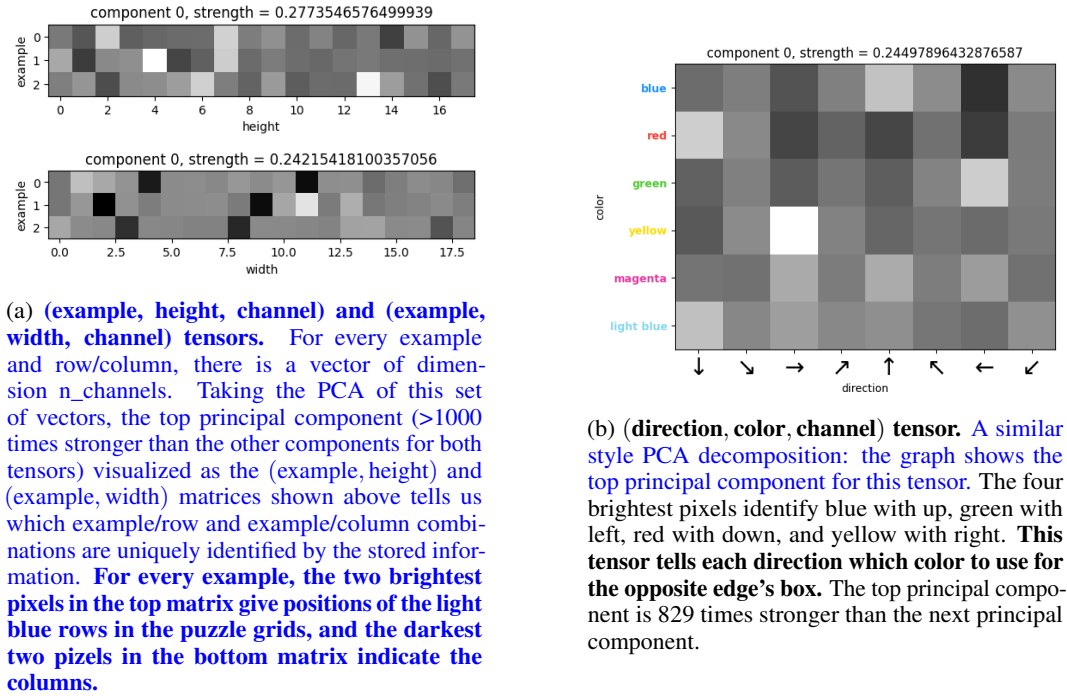 component 0, strength = 0.2773546576499939
example
0
1
2
0 2 4 6 8 10 12 14 16
height
component 0, strength = 0.24215418100357056
example
0
1
2
0.0 2.5 5.0 7.5 10.0 12.5 15.0 17.5
width
(a) (example, height, channel) and (example,
width, channel) tensors. For every example
and row/column, there is a vector of dimen-
sion n_channels. Taking the PCA of this set
of vectors, the top principal component (>1000
times stronger than the other components for both
tensors) visualized as the (example, height) and
(example, width) matrices shown above tells us
which example/row and example/column combi-
nations are uniquely identified by the stored infor-
mation. For every example, the two brightest
pixels in the top matrix give positions of the light
blue rows in the puzzle grids, and the darkest
two pizels in the bottom matrix indicate the
columns.
component 0, strength = 0.24497896432876587
color
blue
red
green
yellow
magenta
light blue
↓ ↘ → ↗ ↑ ↖ ← ↙
direction
(b) (direction, color, channel) tensor. A similar
style PCA decomposition: the graph shows the
top principal component for this tensor. The four
brightest pixels identify blue with up, green with
left, red with down, and yellow with right. This
tensor tells each direction which color to use for
the opposite edge's box. The top principal compo-
nent is 829 times stronger than the next principal
component.